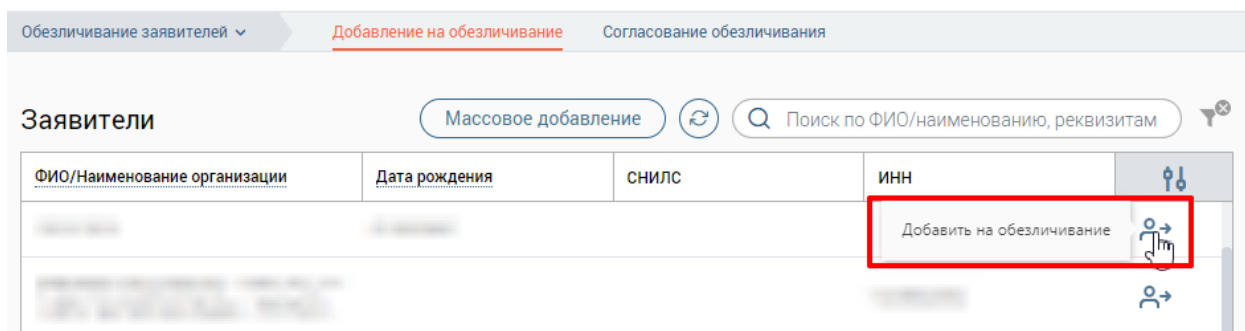 Обезличивание заявителей
Добавление на обезличивание
Согласование обезличивания
Заявители
Массовое добавление
Поиск по ФИО/наименованию, реквизитам
ФИО/Наименование организации
Дата рождения
СНИЛС
ИНН
Добавить на обезличивание